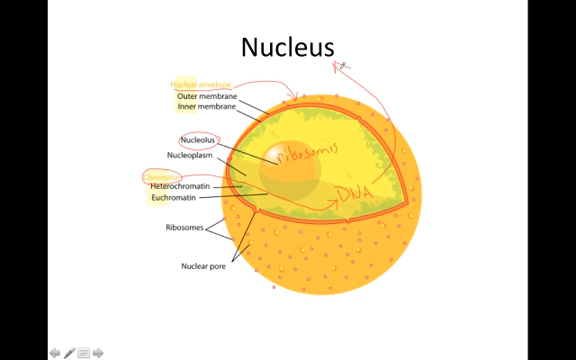 Nucleus
Nuclear envelope
Outer membrane
Inner membrane
Nucleolus
ribosomes
Nucleoplasm
Chromatin
Heterochromatin
DNA
Euchromatin
Ribosomes
Nuclear pore